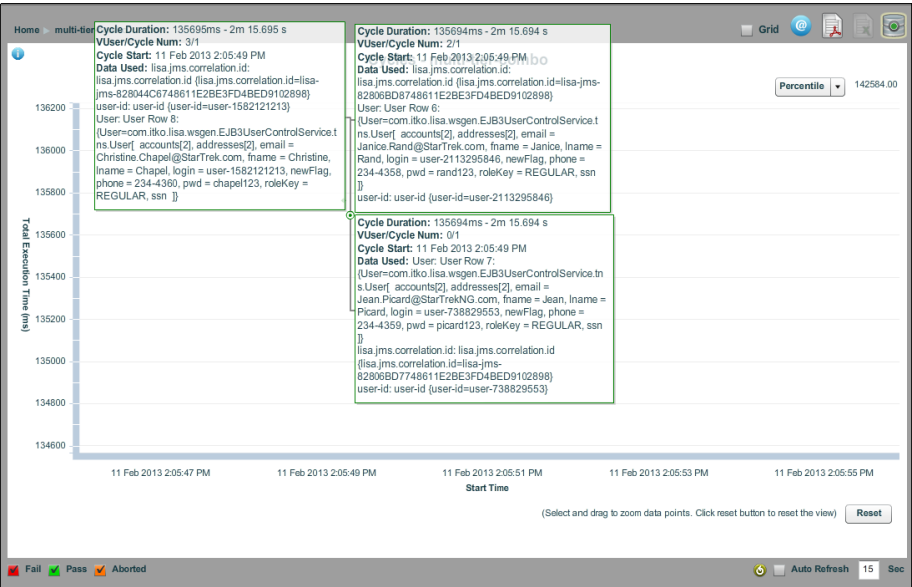 Home
multi-tier
Grid
Cycle Duration: 135695ms - 2m 15.695 s
VUser/Cycle Num: 3/1
Cycle Start: 11 Feb 2013 2:05:49 PM
Data Used: lisa.jms.correlation.id:
lisa.jms.correlation.id {lisa.jms.correlation.id=lisa-
jms-828044C6748611E2BE3FD4BED9102898}
user-id: user-id {user-id=user-1582121213}
User: User Row 8:
{User=com.itko.lisa.wsgen.EJB3UserControlService.t
ns.User[ accounts[2], addresses[2], email =
Christine.Chapel@StarTrek.com, fname = Christine,
lname = Chapel, login = user-1582121213, newFlag,
phone = 234-4360, pwd = chapel123, roleKey =
REGULAR, ssn ]}
Cycle Duration: 135694ms - 2m 15.694 s
VUser/Cycle Num: 2/1
Cycle Start: 11 Feb 2013 2:05:49 PM
Data Used: lisa.jms.correlation.id:
lisa.jms.correlation.id {lisa.jms.correlation.id=lisa-jms-
82806BD8748611E2BE3FD4BED9102898}
User: User Row 6:
{User=com.itko.lisa.wsgen.EJB3UserControlService.t
ns.User[ accounts[2], addresses[2], email =
Janice.Rand@StarTrek.com, fname = Janice, lname =
Rand, login = user-2113295846, newFlag, phone =
234-4358, pwd = rand123, roleKey = REGULAR, ssn
]}
user-id: user-id {user-id=user-2113295846}
Cycle Duration: 135694ms - 2m 15.694 s
VUser/Cycle Num: 0/1
Cycle Start: 11 Feb 2013 2:05:49 PM
Data Used: User: User Row 7:
{User=com.itko.lisa.wsgen.EJB3UserControlService.tn
s.User[ accounts[2], addresses[2], email =
Jean.Picard@StarTrekNG.com, fname = Jean, lname =
Picard, login = user-738829553, newFlag, phone =
234-4359, pwd = picard123, roleKey = REGULAR, ssn
]}
lisa.jms.correlation.id: lisa.jms.correlation.id
{lisa.jms.correlation.id=lisa-jms-
82806BD7748611E2BE3FD4BED9102898}
user-id: user-id {user-id=user-738829553}
Percentile
142584.00
Total Execution Time (ms)
136200
136000
135800
135600
135400
135200
135000
134800
134600
11 Feb 2013 2:05:47 PM
11 Feb 2013 2:05:49 PM
11 Feb 2013 2:05:51 PM
11 Feb 2013 2:05:53 PM
11 Feb 2013 2:05:55 PM
Start Time
(Select and drag to zoom data points. Click reset button to reset the view)
Reset
Fail
Pass
Aborted
Auto Refresh
15
Sec